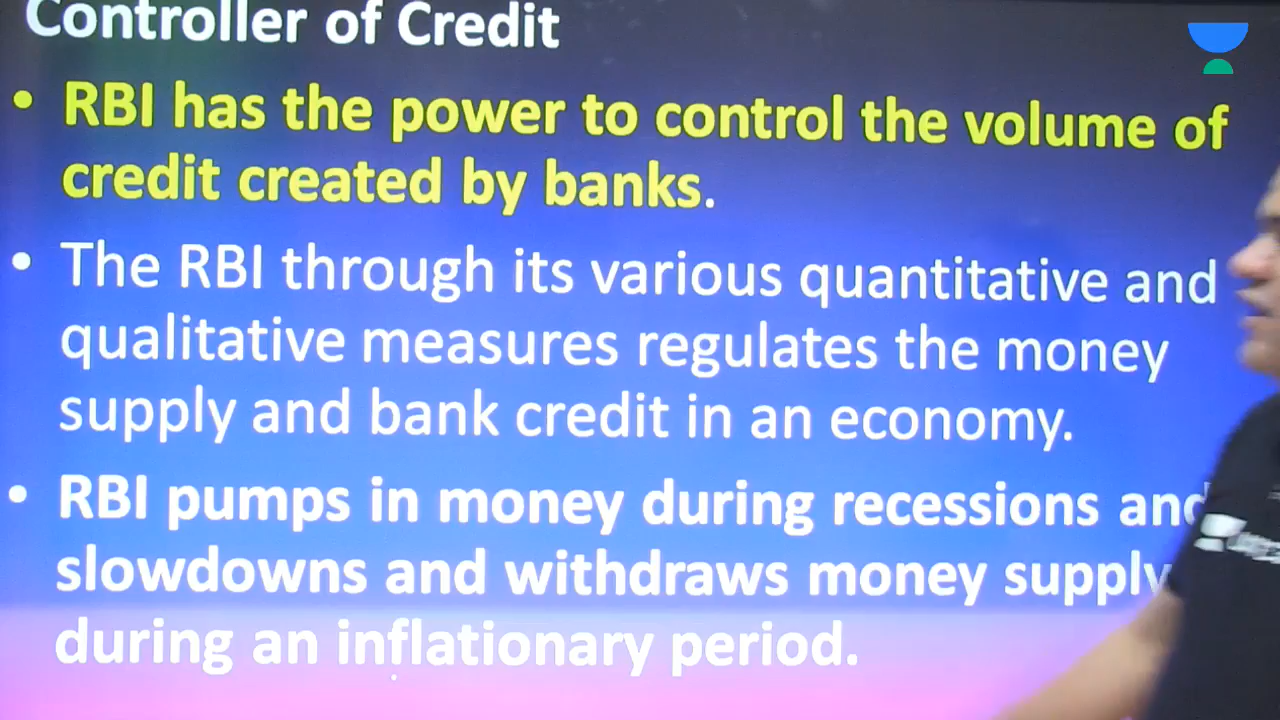 Controller of Credit
• RBI has the power to control the volume of
credit created by banks.
• The RBI through its various quantitative and
qualitative measures regulates the money
supply and bank credit in an economy.
• RBI pumps in money during recessions and
slowdowns and withdraws money supply
during an inflationary period.